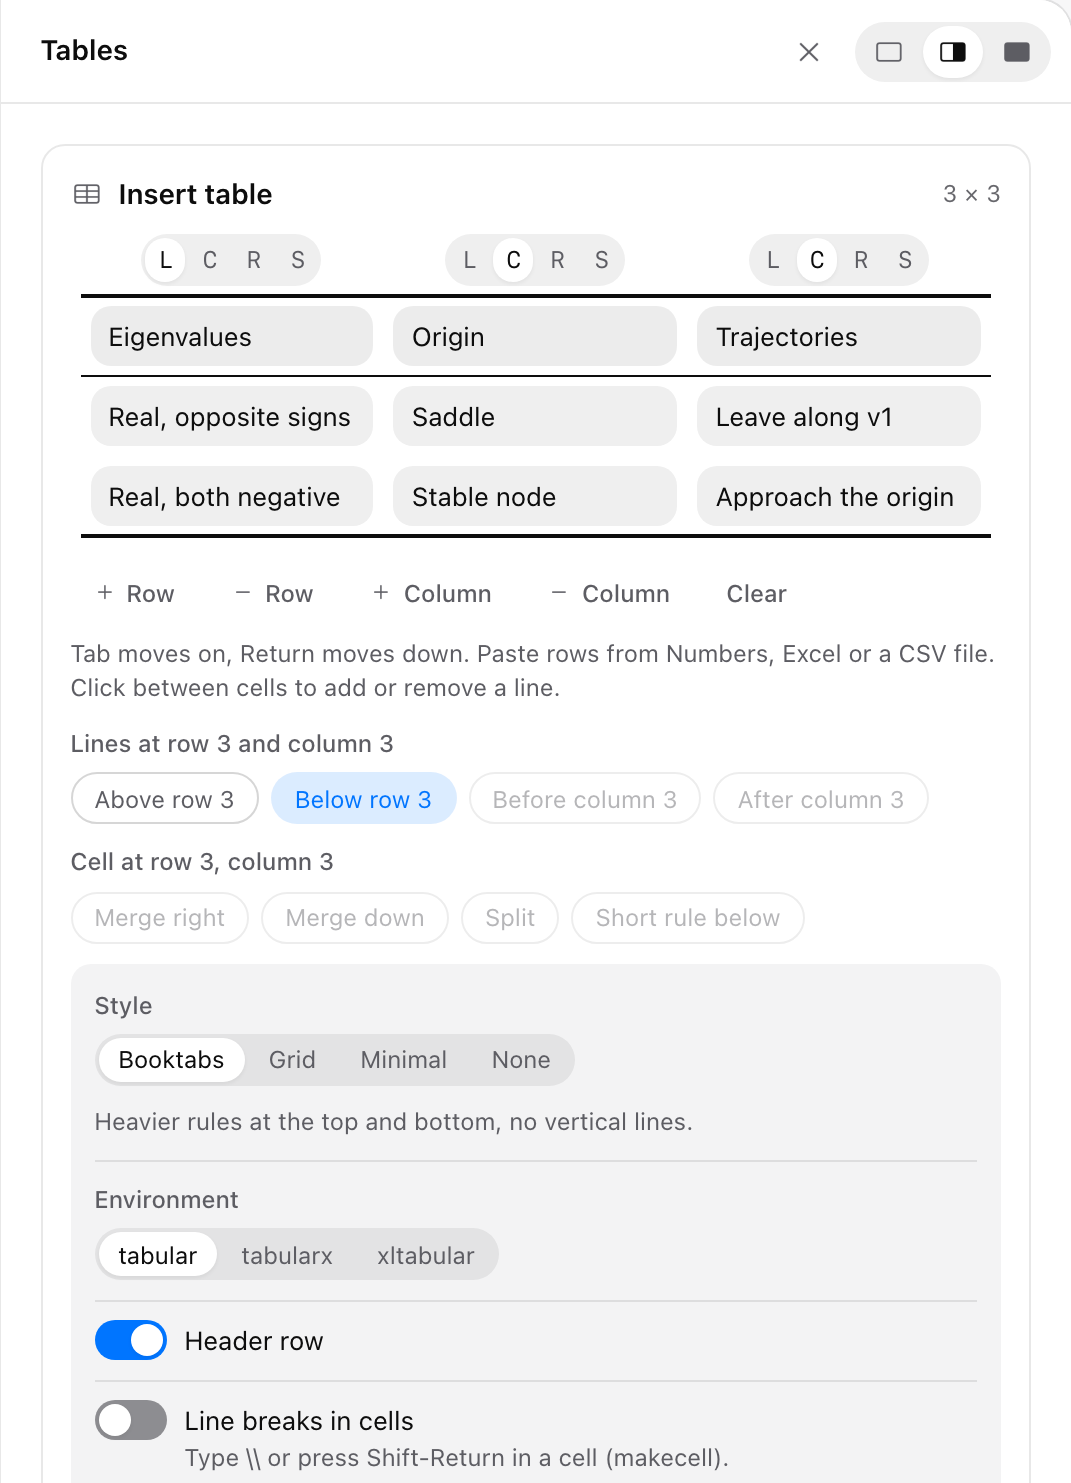 Tables
Insert table
3 × 3
L C R S
L C R S
L C R S
Eigenvalues Origin Trajectories
Real, opposite signs Saddle Leave along v1
Real, both negative Stable node Approach the origin
+ Row − Row + Column − Column Clear
Tab moves on, Return moves down. Paste rows from Numbers, Excel or a CSV file.
Click between cells to add or remove a line.
Lines at row 3 and column 3
Above row 3 Below row 3 Before column 3 After column 3
Cell at row 3, column 3
Merge right Merge down Split Short rule below
Style
Booktabs Grid Minimal None
Heavier rules at the top and bottom, no vertical lines.
Environment
tabular tabularx xltabular
Header row
Line breaks in cells
Type \\ or press Shift-Return in a cell (makecell).